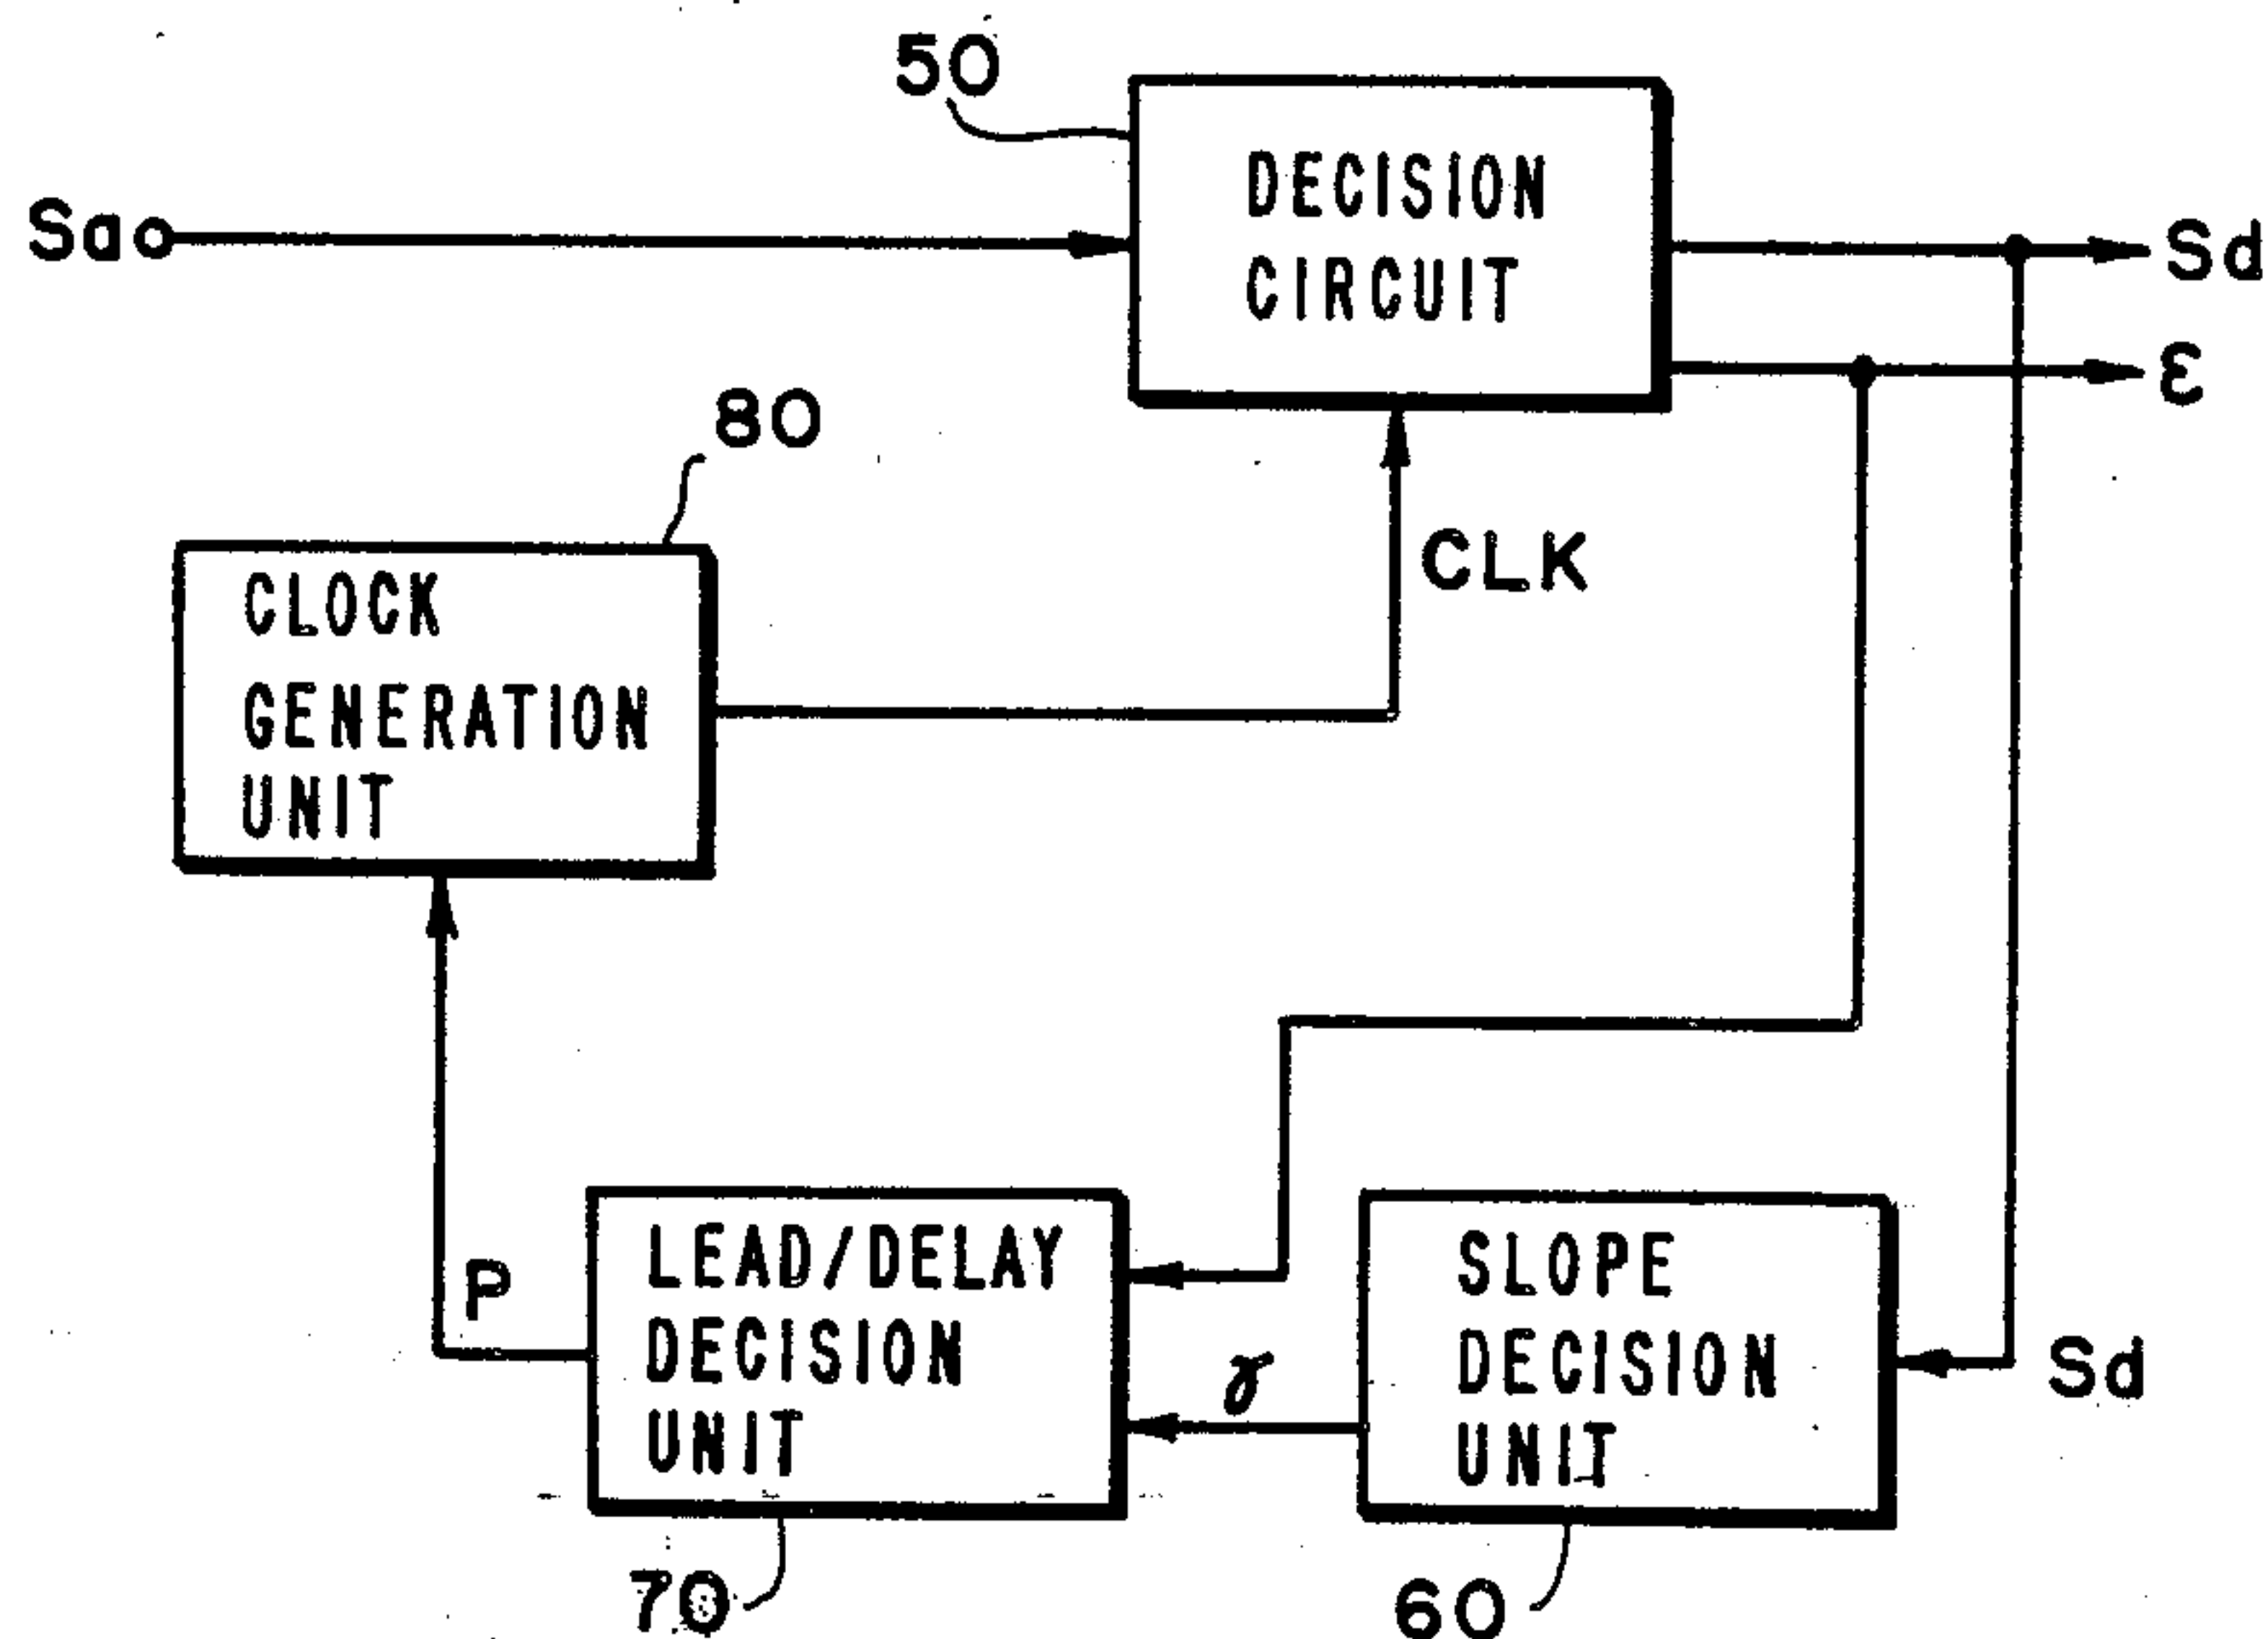 50
DECISION
CIRCUIT
Sao
Sd
ε
80
CLOCK
GENERATION
UNIT
CLK
P
LEAD/DELAY
DECISION
UNIT
γ
SLOPE
DECISION
UNIT
Sd
70
60